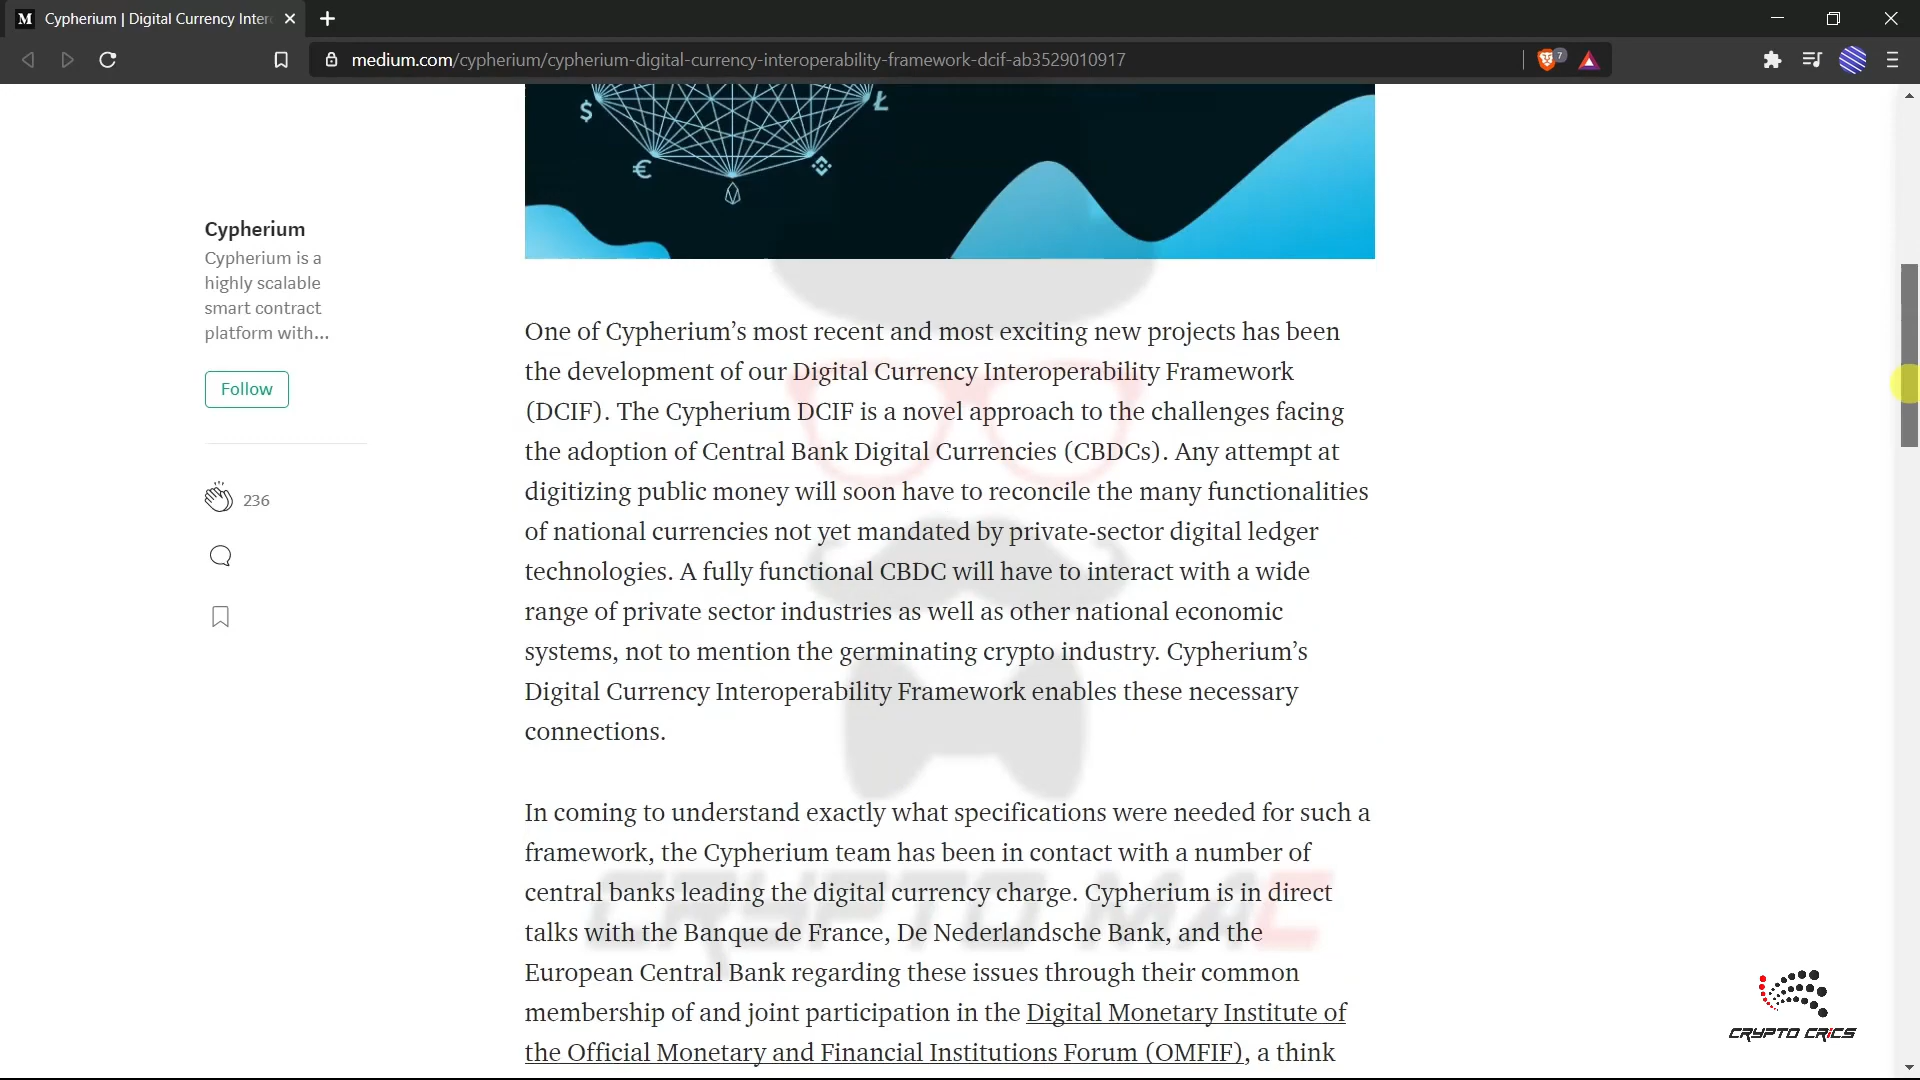 M Cypherium | Digital Currency Inter
medium.com/cypherium/cypherium-digital-currency-interoperability-framework-dcif-ab3529010917
7
$
Ł
€
Cypherium
Cypherium is a
highly scalable
smart contract
platform with...
Follow
236
One of Cypherium’s most recent and most exciting new projects has been
the development of our Digital Currency Interoperability Framework
(DCIF). The Cypherium DCIF is a novel approach to the challenges facing
the adoption of Central Bank Digital Currencies (CBDCs). Any attempt at
digitizing public money will soon have to reconcile the many functionalities
of national currencies not yet mandated by private-sector digital ledger
technologies. A fully functional CBDC will have to interact with a wide
range of private sector industries as well as other national economic
systems, not to mention the germinating crypto industry. Cypherium’s
Digital Currency Interoperability Framework enables these necessary
connections.
In coming to understand exactly what specifications were needed for such a
framework, the Cypherium team has been in contact with a number of
central banks leading the digital currency charge. Cypherium is in direct
talks with the Banque de France, De Nederlandsche Bank, and the
European Central Bank regarding these issues through their common
membership of and joint participation in the Digital Monetary Institute of
the Official Monetary and Financial Institutions Forum (OMFIF), a think
CRYPTO CRICS